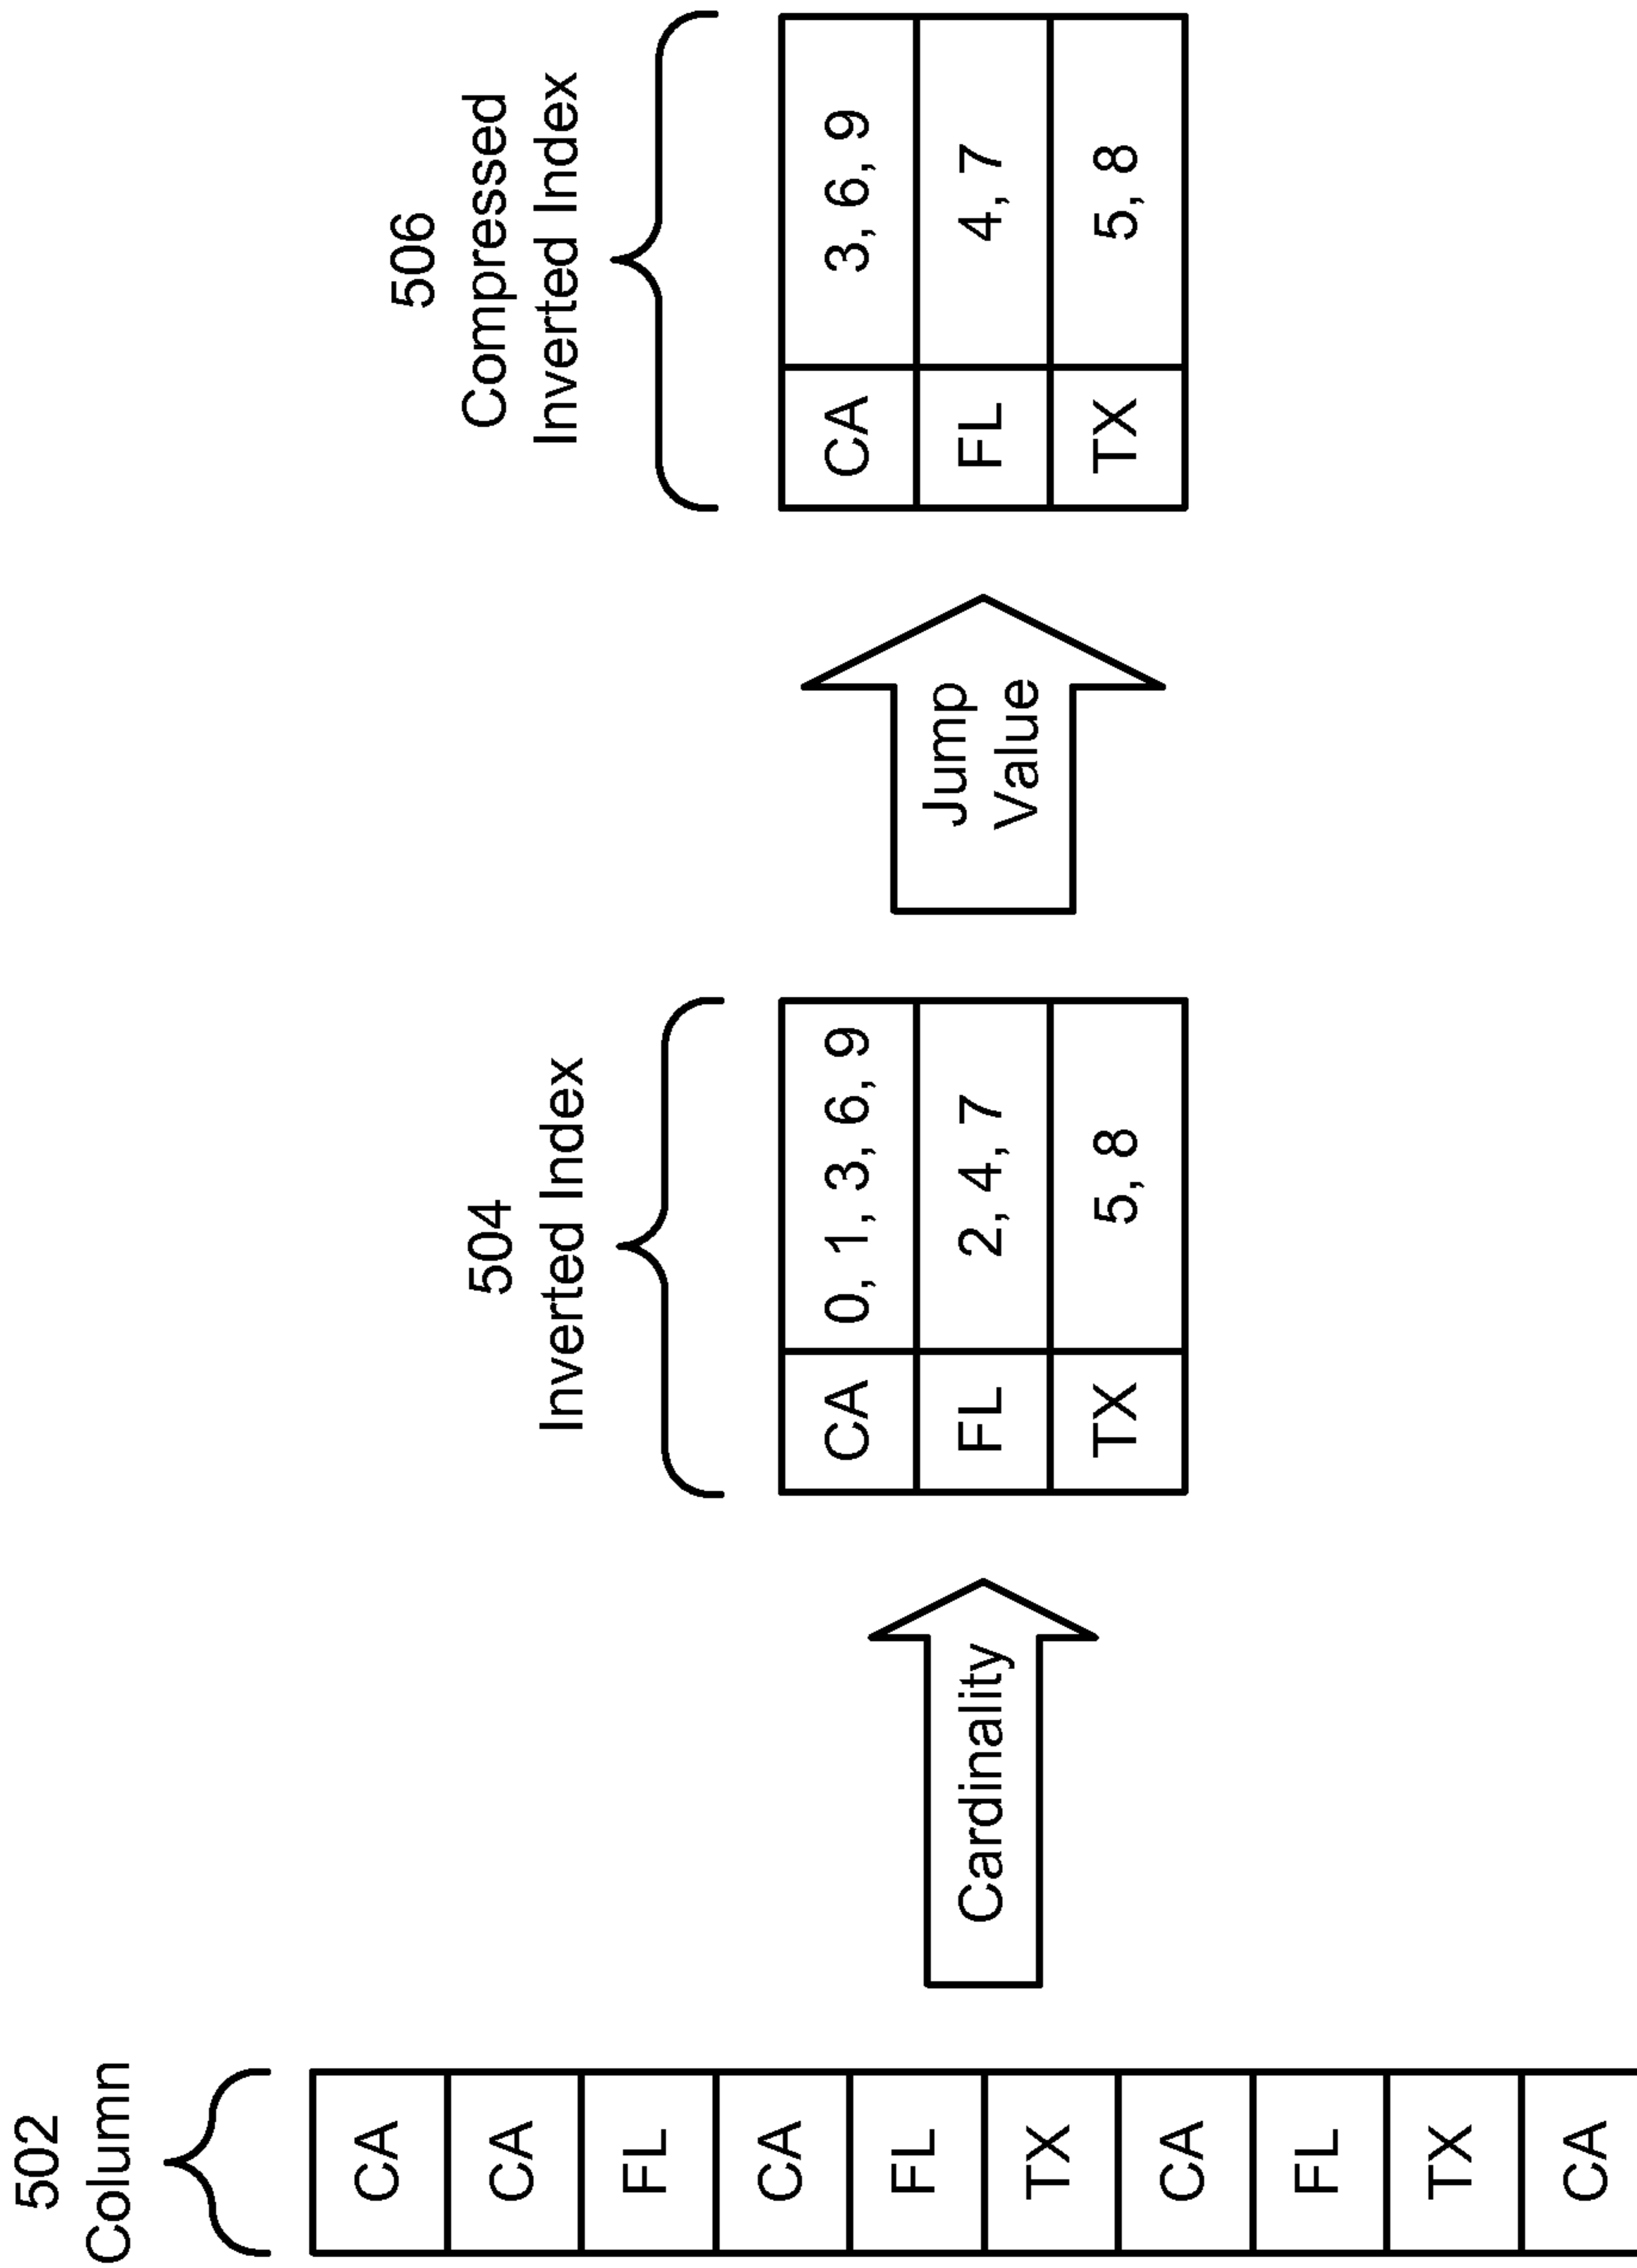 502
Column
CA
CA
FL
CA
FL
TX
CA
FL
TX
CA
Cardinality
504
Inverted Index
CA 0, 1, 3, 6, 9
FL 2, 4, 7
TX 5, 8
Jump
Value
506
Compressed
Inverted Index
CA 3, 6, 9
FL 4, 7
TX 5, 8